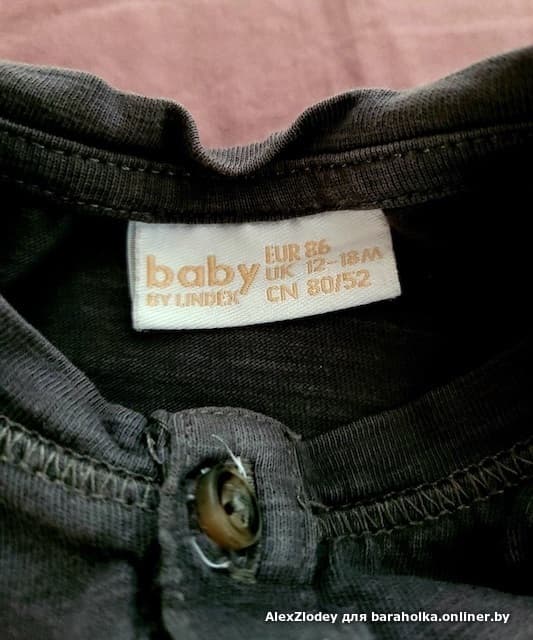 baby
BY LINDEX
EUR 86
UK 12-18M
CN 80/52
AlexZlodey для baraholka.onliner.by